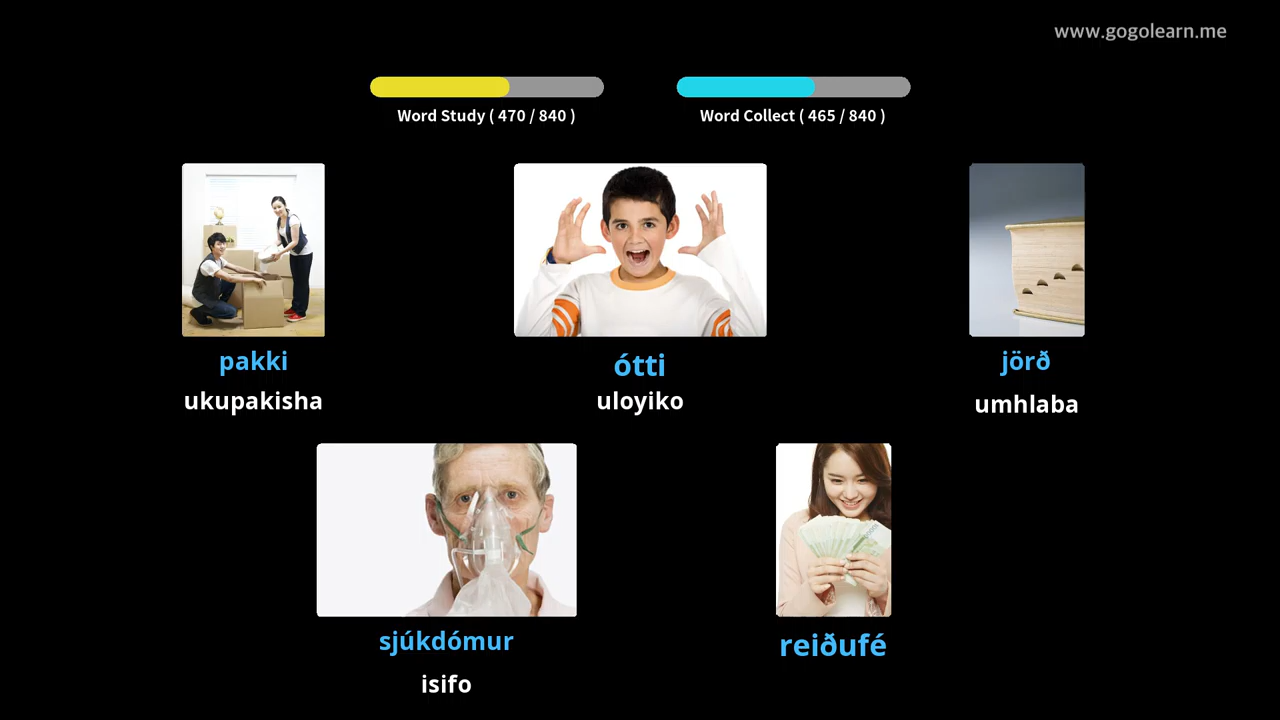 www.gogolearn.me
Word Study ( 470 / 840 )
Word Collect ( 465 / 840 )
pakki
ukupakisha
ótti
uloyiko
jörð
umhlaba
sjúkdómur
isifo
reiðufé